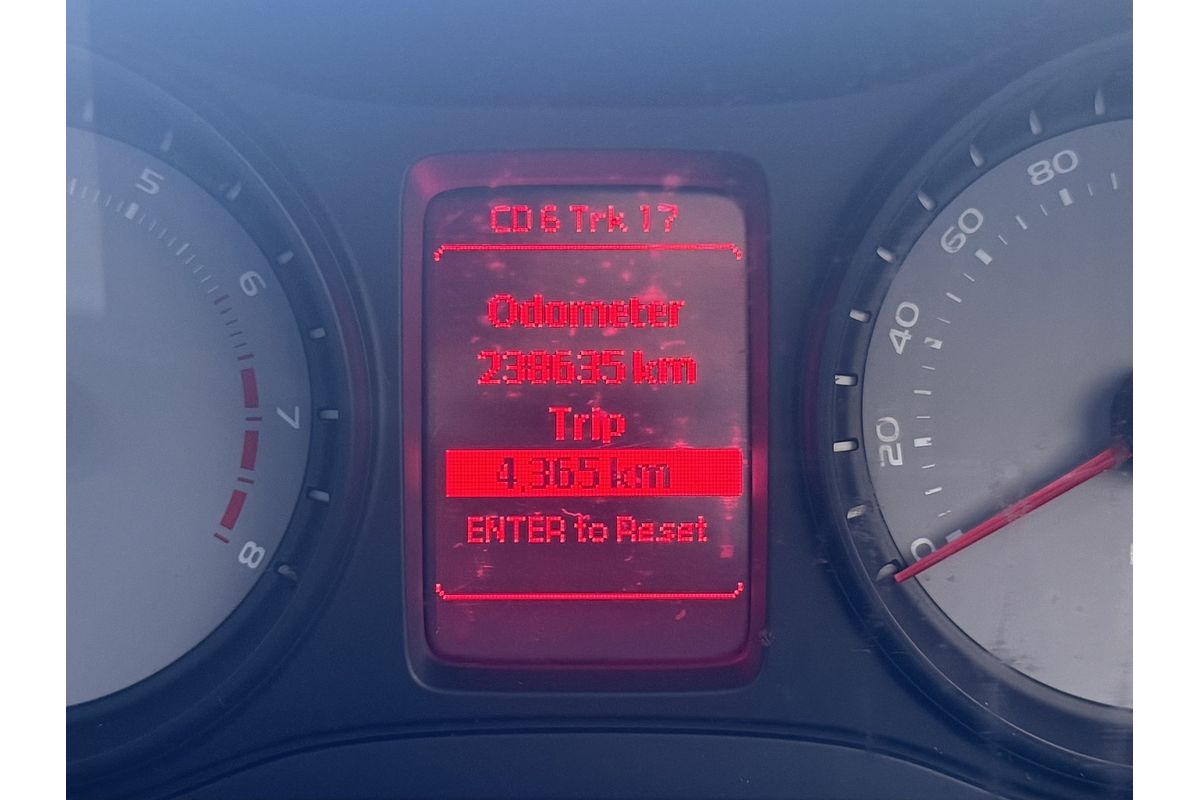 CD 6 Trk 17
Odometer
238635 km
Trip
4,365 km
ENTER to Reset
5
6
7
8
0
20
40
60
80